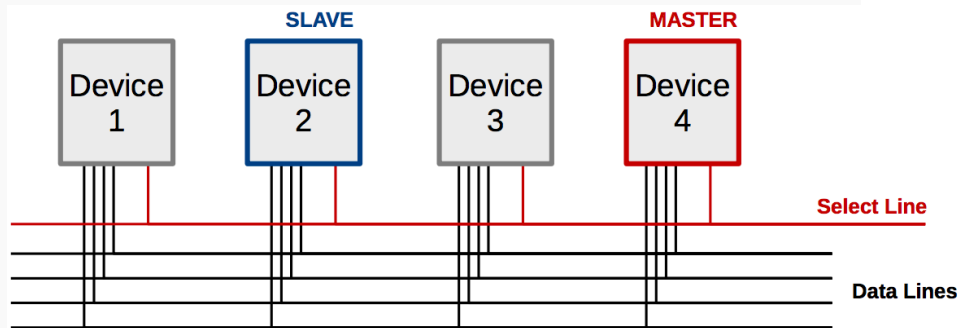 SLAVE
MASTER
Device
1
Device
2
Device
3
Device
4
Select Line
Data Lines